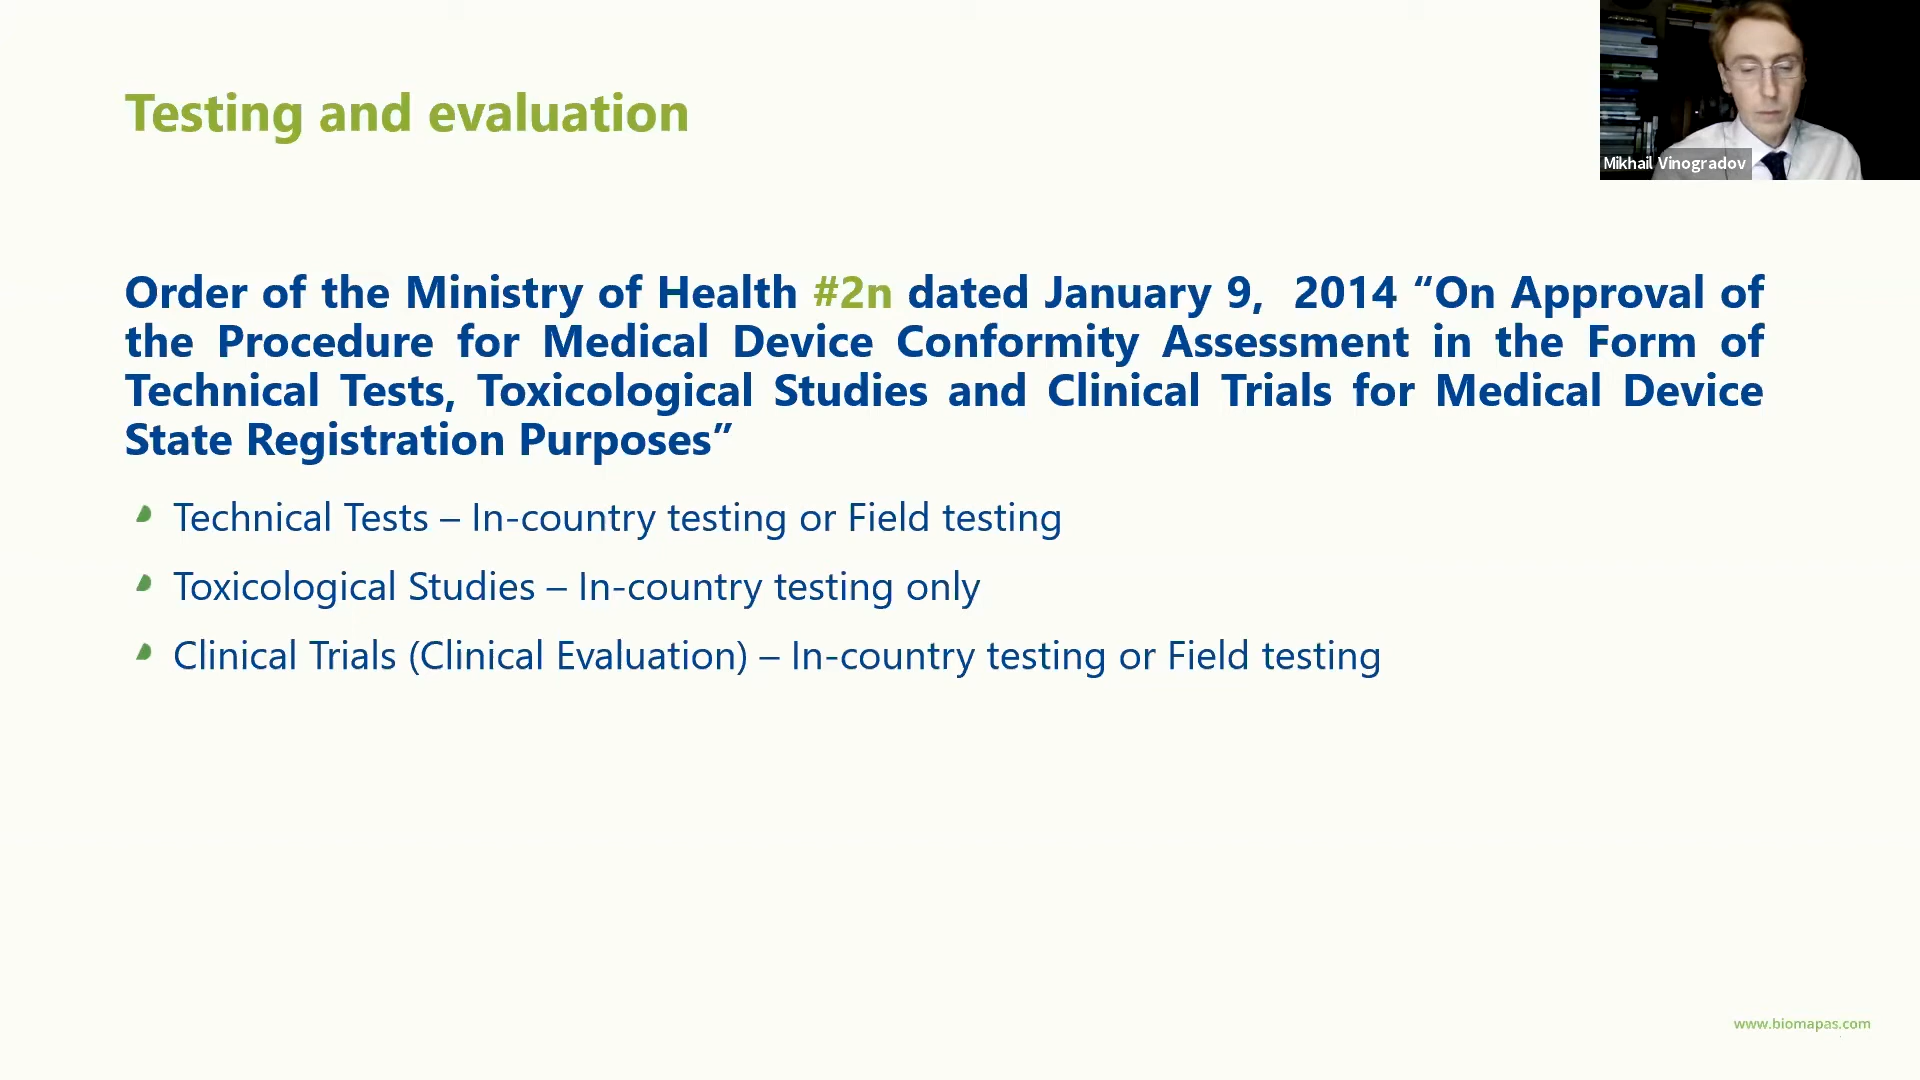 Testing and evaluation
Mikhail Vinogradov
Order of the Ministry of Health #2n dated January 9, 2014 “On Approval of
the Procedure for Medical Device Conformity Assessment in the Form of
Technical Tests, Toxicological Studies and Clinical Trials for Medical Device
State Registration Purposes”
Technical Tests – In-country testing or Field testing
Toxicological Studies – In-country testing only
Clinical Trials (Clinical Evaluation) – In-country testing or Field testing
www.biomapas.com